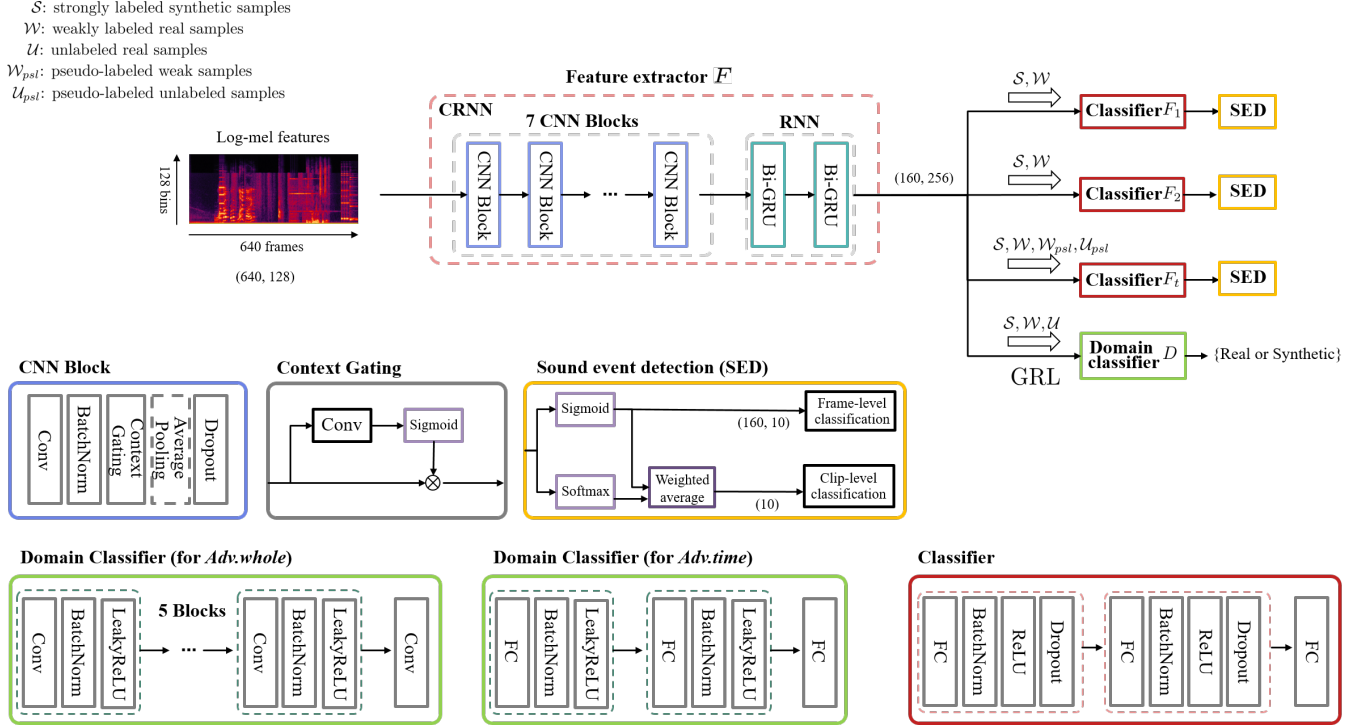 S: strongly labeled synthetic samples
W: weakly labeled real samples
U: unlabeled real samples
W_psl: pseudo-labeled weak samples
U_psl: pseudo-labeled unlabeled samples
Log-mel features
128 bins
640 frames
(640, 128)
Feature extractor F
CRNN
7 CNN Blocks
RNN
CNN Block
CNN Block
...
CNN Block
Bi-GRU
Bi-GRU
(160, 256)
S, W
Classifier F_1
SED
S, W
Classifier F_2
SED
S, W, W_psl, U_psl
Classifier F_t
SED
S, W, U
GRL
Domain
classifier D
{Real or Synthetic}
CNN Block
Conv
BatchNorm
Context
Gating
Average
Pooling
Dropout
Context Gating
Conv
Sigmoid
⊗
Sound event detection (SED)
Sigmoid
Softmax
Weighted
average
(160, 10)
(10)
Frame-level
classification
Clip-level
classification
Domain Classifier (for Adv.whole)
Conv
BatchNorm
LeakyReLU
5 Blocks
...
Conv
BatchNorm
LeakyReLU
Conv
Domain Classifier (for Adv.time)
FC
BatchNorm
LeakyReLU
FC
BatchNorm
LeakyReLU
FC
Classifier
FC
BatchNorm
ReLU
Dropout
FC
BatchNorm
ReLU
Dropout
FC